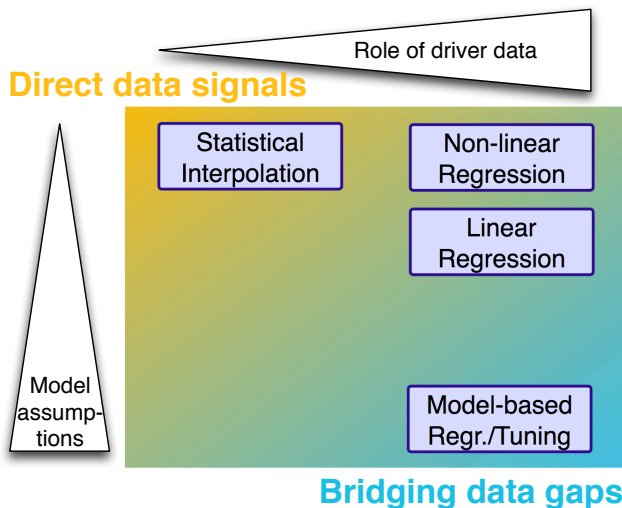 Role of driver data
Direct data signals
Statistical
Interpolation
Non-linear
Regression
Linear
Regression
Model
assump-
tions
Model-based
Regr./Tuning
Bridging data gaps